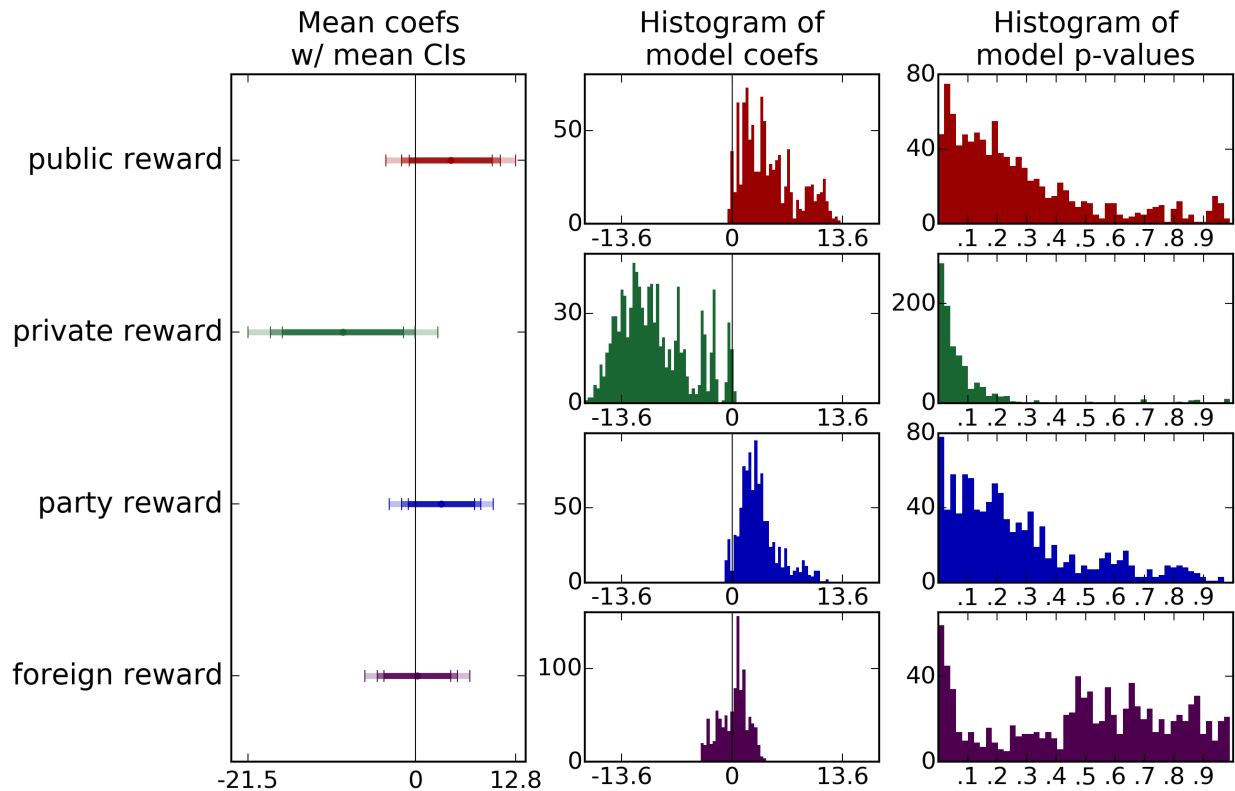 Mean coefs
w/ mean CIs
Histogram of
model coefs
Histogram of
model p-values
public reward
50
0
-13.6 0 13.6
80
40
0
.1 .2 .3 .4 .5 .6 .7 .8 .9
private reward
30
0
-13.6 0 13.6
200
0
.1 .2 .3 .4 .5 .6 .7 .8 .9
party reward
50
0
-13.6 0 13.6
80
40
0
.1 .2 .3 .4 .5 .6 .7 .8 .9
foreign reward
-21.5 0 12.8
100
0
-13.6 0 13.6
40
0
.1 .2 .3 .4 .5 .6 .7 .8 .9